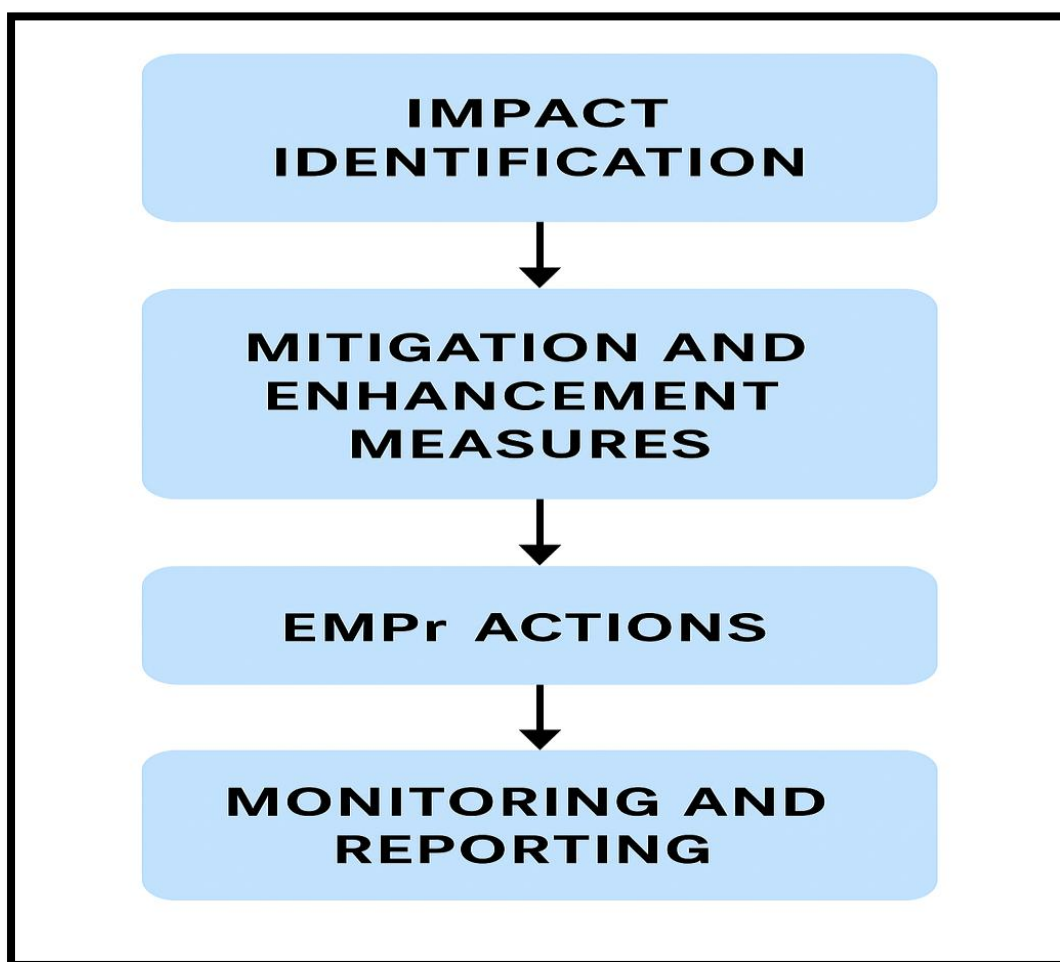 IMPACT
IDENTIFICATION
MITIGATION AND
ENHANCEMENT
MEASURES
EMPr ACTIONS
MONITORING AND
REPORTING